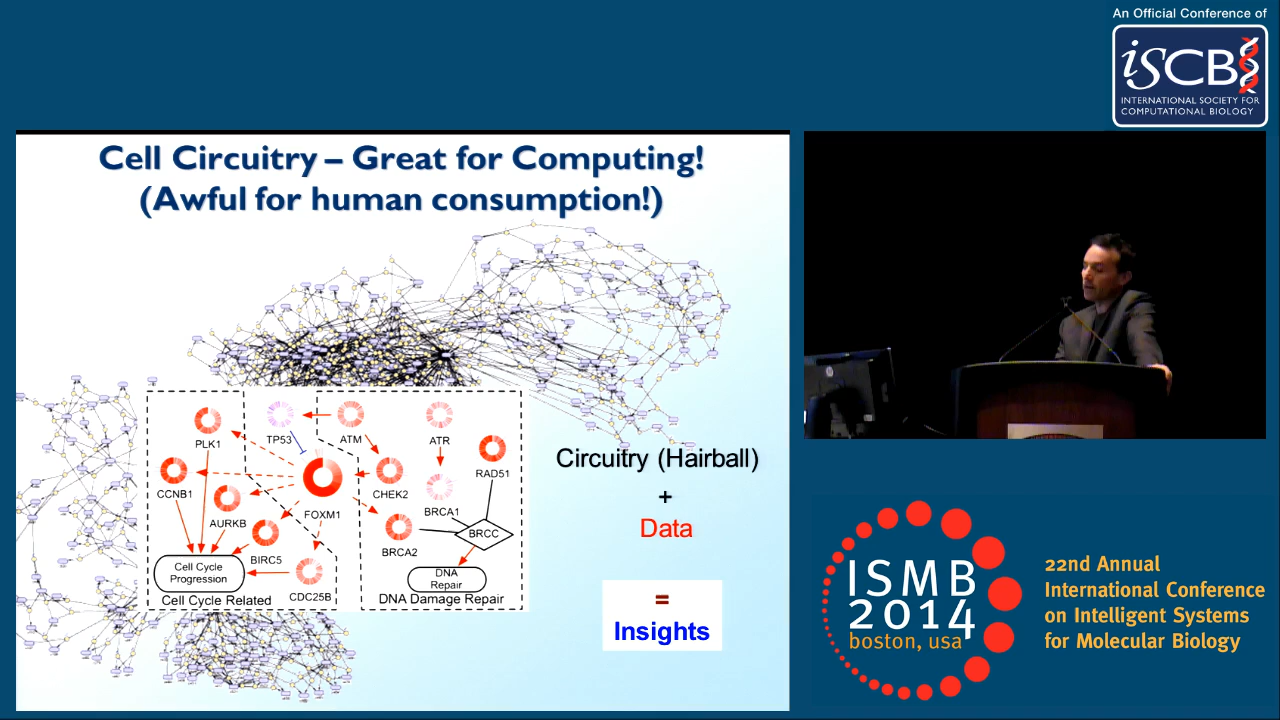 An Official Conference of
iSCB
INTERNATIONAL SOCIETY FOR
COMPUTATIONAL BIOLOGY
Cell Circuitry – Great for Computing!
(Awful for human consumption!)
PLK1
TP53
ATM
ATR
RAD51
CCNB1
CHEK2
AURKB
FOXM1
BRCA1
BRCC
BIRC5
BRCA2
Cell Cycle
Progression
CDC25B
DNA
Repair
Cell Cycle Related
DNA Damage Repair
Circuitry (Hairball)
+
Data
=
Insights
ISMB
2014
boston, usa
22nd Annual
International Conference
on Intelligent Systems
for Molecular Biology